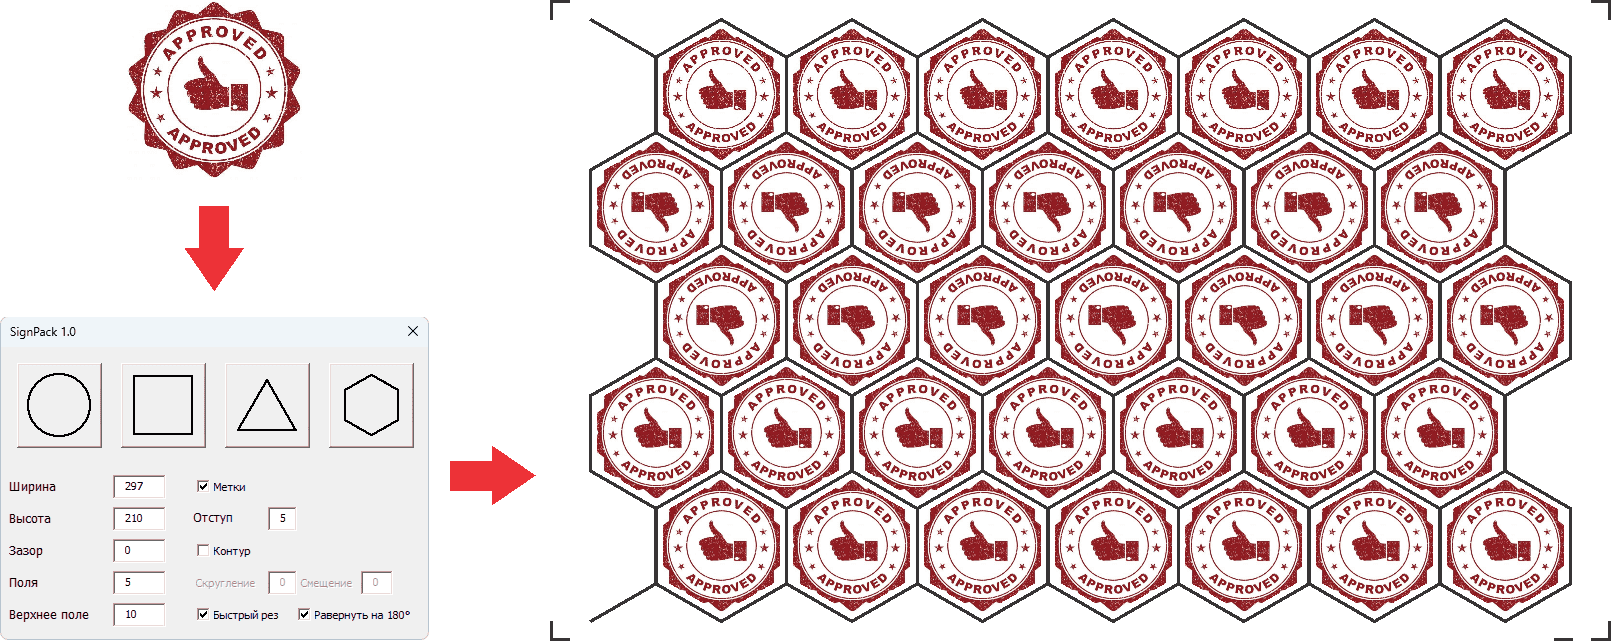 APPROVED
APPROVED
SignPack 1.0
Ширина 297 Метки
Высота 210 Отступ 5
Зазор 0 Контур
Поля 5 Скругление 0 Смещение 0
Верхнее поле 10 Быстрый рез Равернуть на 180°
APPROVED APPROVED APPROVED APPROVED APPROVED APPROVED APPROVED
APPROVED APPROVED APPROVED APPROVED APPROVED APPROVED APPROVED
APPROVED APPROVED APPROVED APPROVED APPROVED APPROVED APPROVED
APPROVED APPROVED APPROVED APPROVED APPROVED APPROVED APPROVED
APPROVED APPROVED APPROVED APPROVED APPROVED APPROVED APPROVED
APPROVED APPROVED APPROVED APPROVED APPROVED APPROVED APPROVED
APPROVED APPROVED APPROVED APPROVED APPROVED APPROVED APPROVED
APPROVED APPROVED APPROVED APPROVED APPROVED APPROVED APPROVED
APPROVED APPROVED APPROVED APPROVED APPROVED APPROVED APPROVED
APPROVED APPROVED APPROVED APPROVED APPROVED APPROVED APPROVED